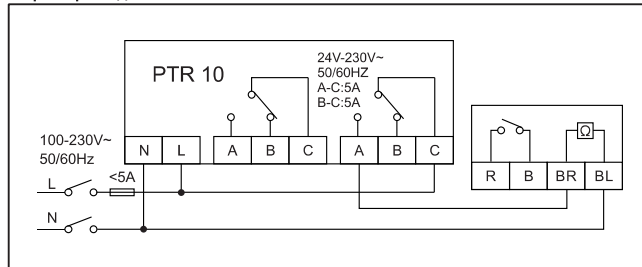 PTR 10
24V-230V~
50/60HZ
A-C:5A
B-C:5A
100-230V~
50/60Hz
N L A B C A B C
R B BR BL
Ω
L <5A
N